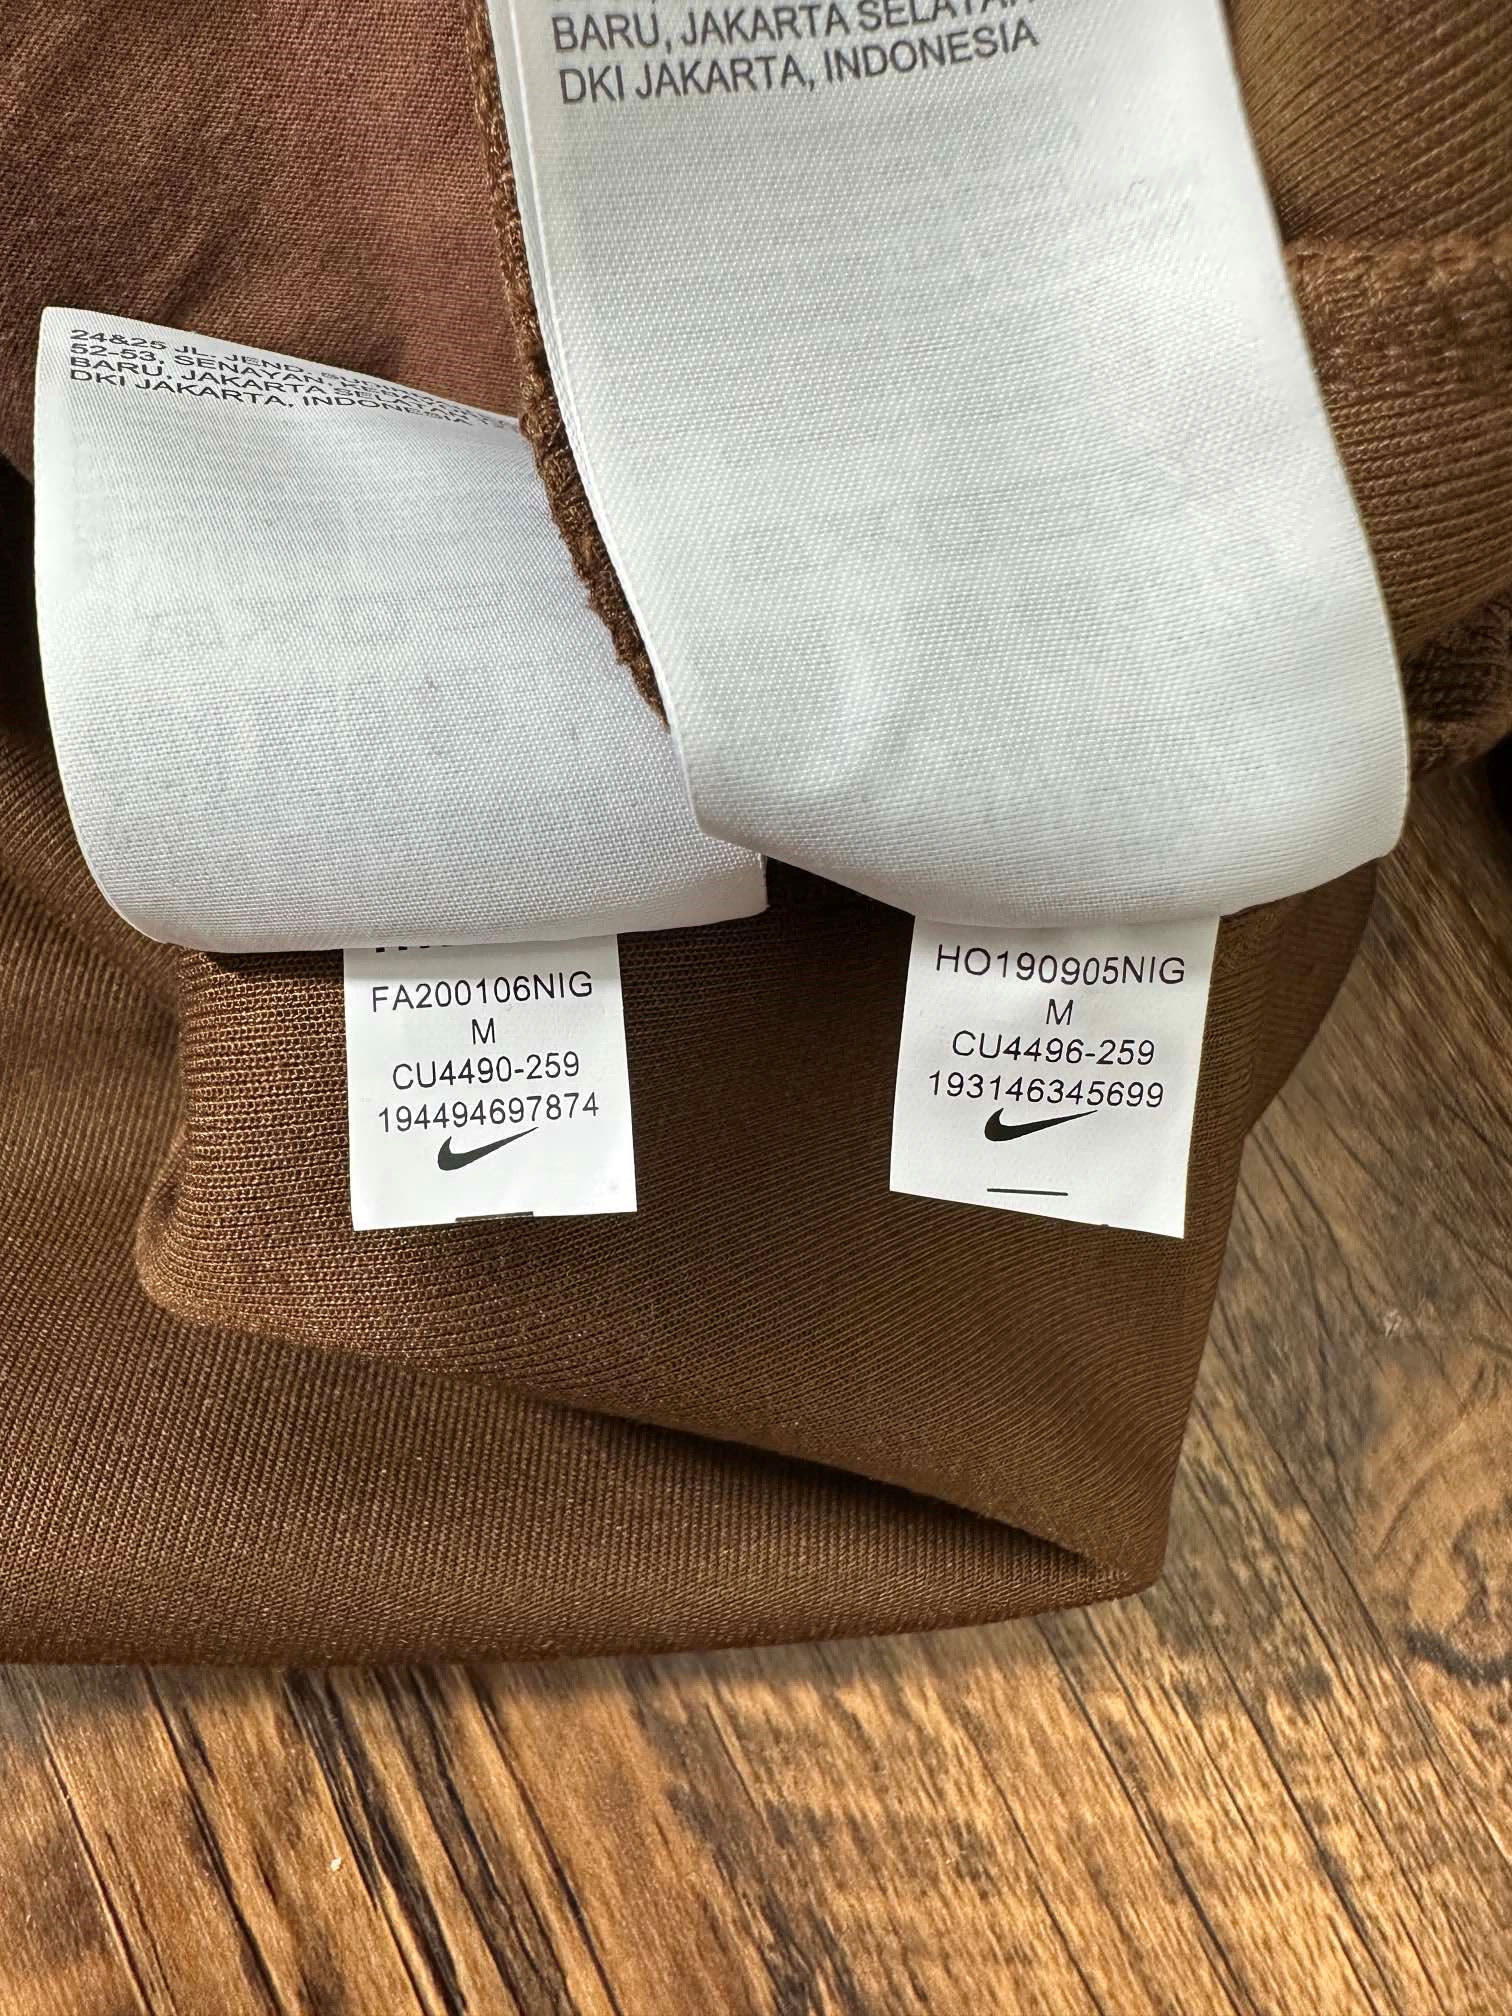 BARU, JAKARTA SELATAN
DKI JAKARTA, INDONESIA
24&25 JL. JEND.
52-53, SENAYAN,
BARU, JAKARTA SELATAN
DKI JAKARTA, INDONESIA
FA200106NIG
M
CU4490-259
194494697874
HO190905NIG
M
CU4496-259
193146345699